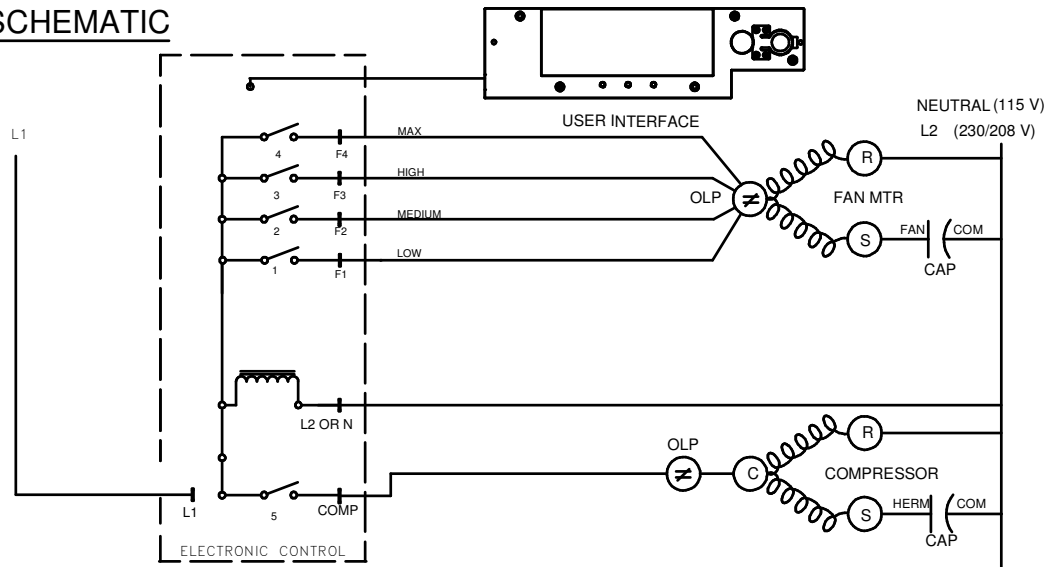 SCHEMATIC
L1
USER INTERFACE
NEUTRAL (115 V)
L2 (230/208 V)
4
F4
MAX
3
F3
HIGH
2
F2
MEDIUM
1
F1
LOW
OLP
R
FAN MTR
S
FAN
COM
CAP
L2 OR N
L1
5
COMP
OLP
C
R
COMPRESSOR
S
HERM
COM
CAP
ELECTRONIC CONTROL